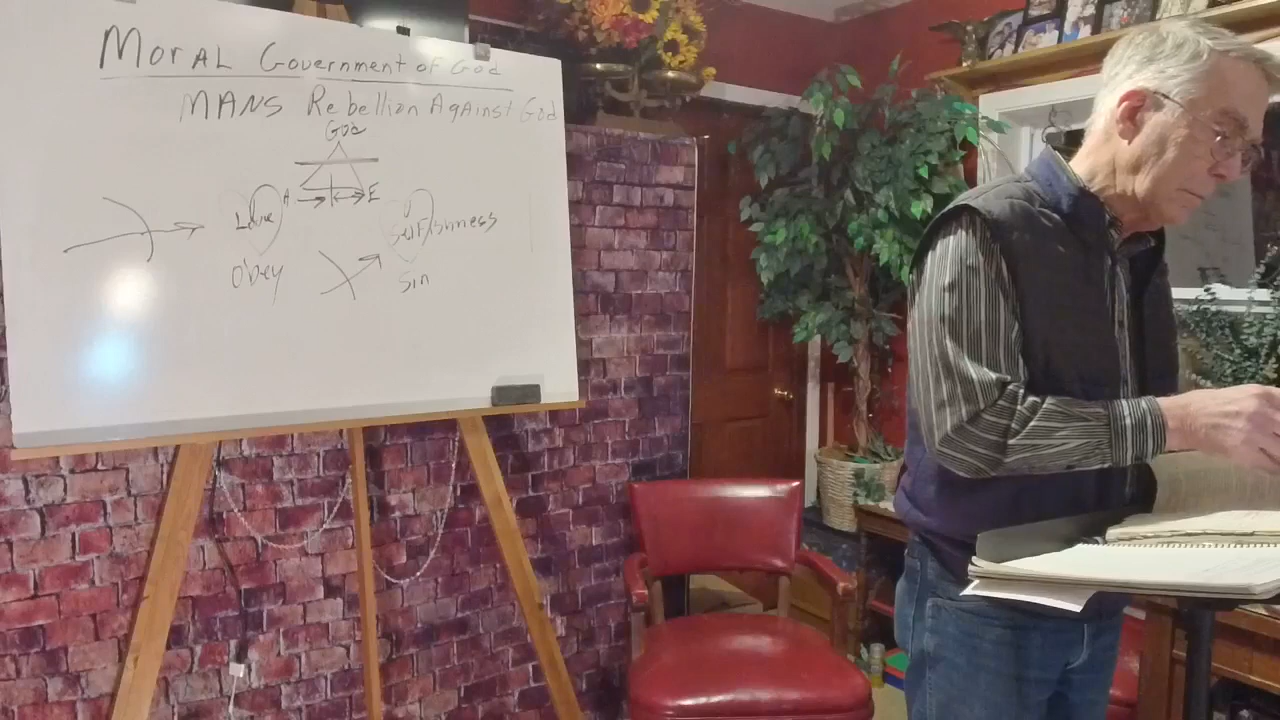 Moral Government of God
MANS Rebellion Against God
God
A E
Love Selfishness
Obey Sin